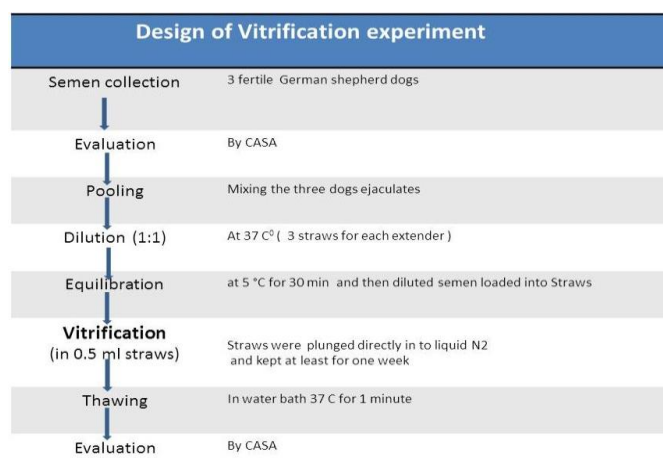 Design of Vitrification experiment
Semen collection 3 fertile German shepherd dogs
Evaluation By CASA
Pooling Mixing the three dogs ejaculates
Dilution (1:1) At 37 C⁰ ( 3 straws for each extender )
Equilibration at 5 °C for 30 min and then diluted semen loaded into Straws
Vitrification
(in 0.5 ml straws)
Straws were plunged directly in to liquid N2
and kept at least for one week
Thawing In water bath 37 C for 1 minute
Evaluation By CASA